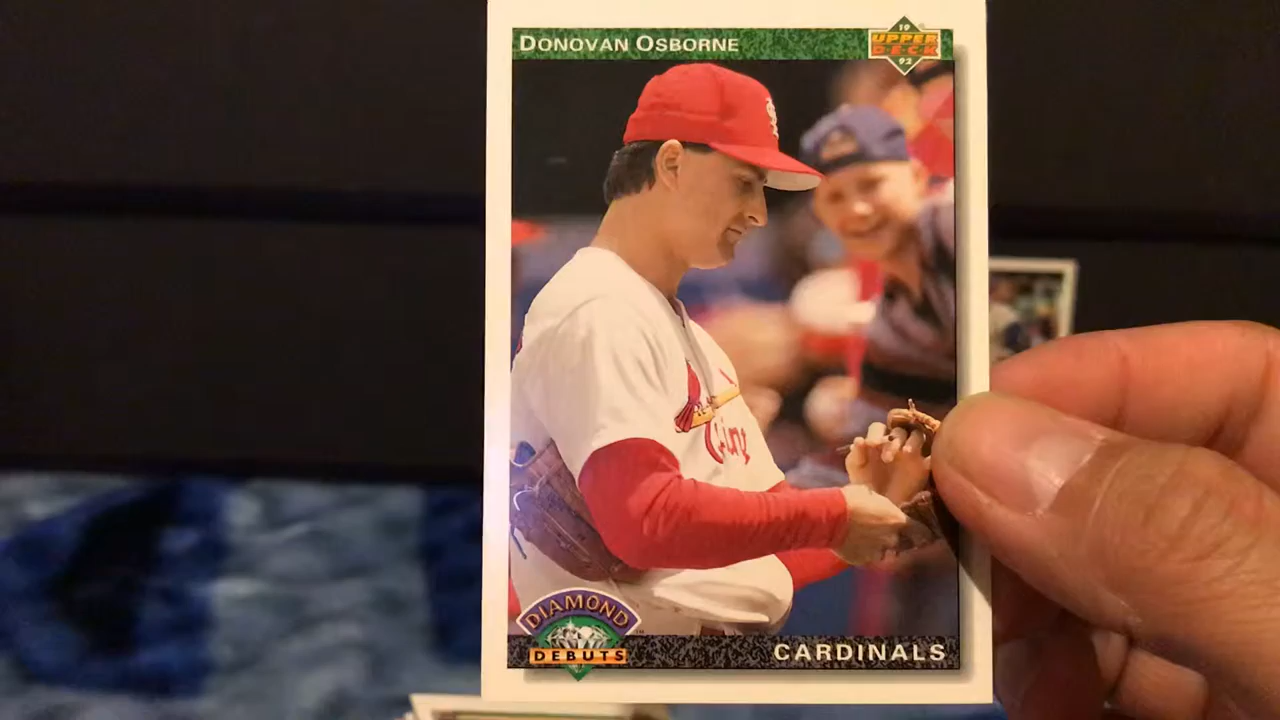 DONOVAN OSBORNE
19
UPPER
DECK
92
DIAMOND
DEBUTS
CARDINALS